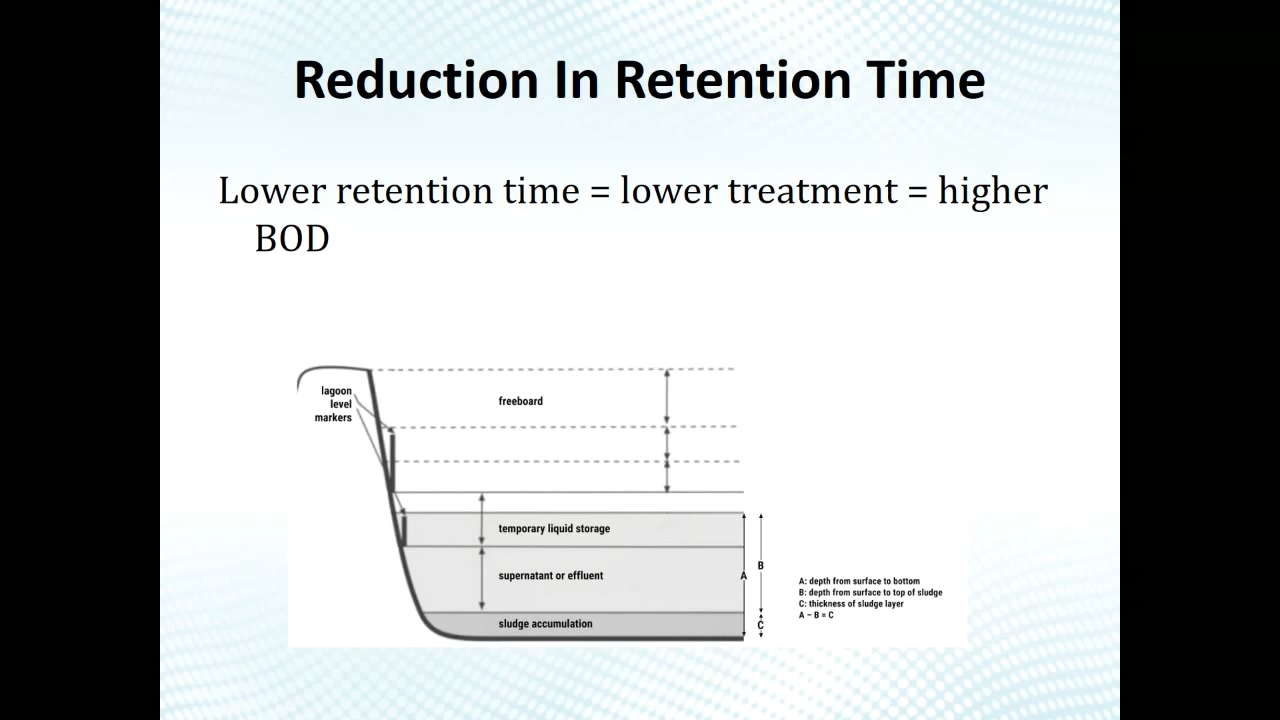 Reduction In Retention Time
Lower retention time = lower treatment = higher
BOD
lagoon
level
markers
freeboard
temporary liquid storage
supernatant or effluent
sludge accumulation
A
B
C
A: depth from surface to bottom
B: depth from surface to top of sludge
C: thickness of sludge layer
A – B = C